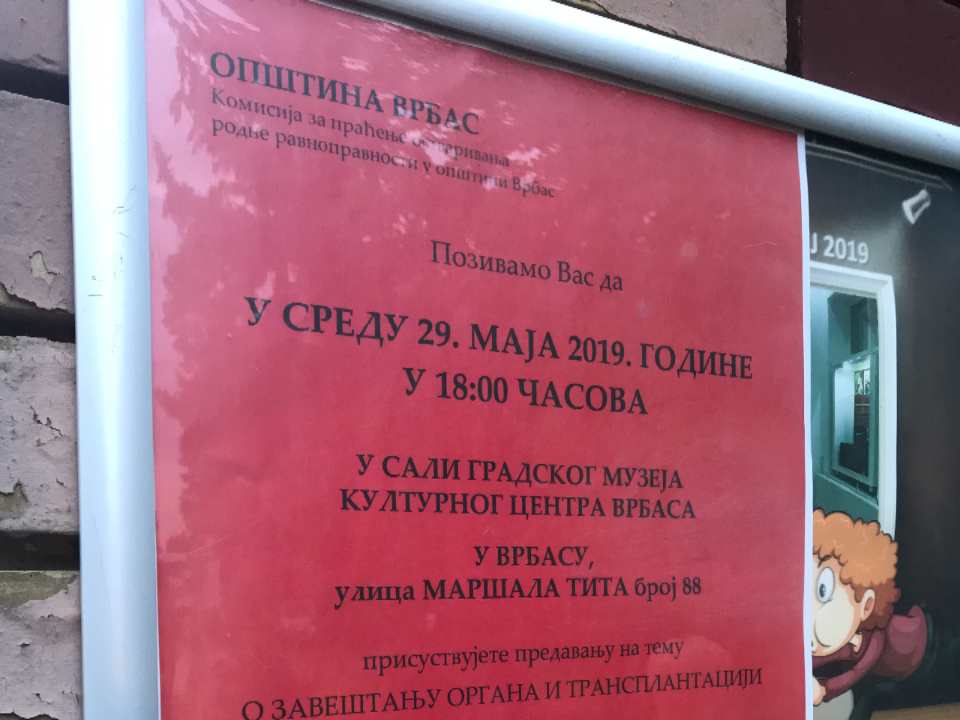 ОПШТИНА ВРБАС
Комисија за праћење остваривања
родне равноправности у општини Врбас
Позивамо Вас да
У СРЕДУ 29. МАЈА 2019. ГОДИНЕ
У 18:00 ЧАСОВА
У САЛИ ГРАДСКОГ МУЗЕЈА
КУЛТУРНОГ ЦЕНТРА ВРБАСА
У ВРБАСУ,
улица МАРШАЛА ТИТА број 88
присуствујете предавању на тему
О ЗАВЕШТАЊУ ОРГАНА И ТРАНСПЛАНТАЦИЈИ
Ј 2019